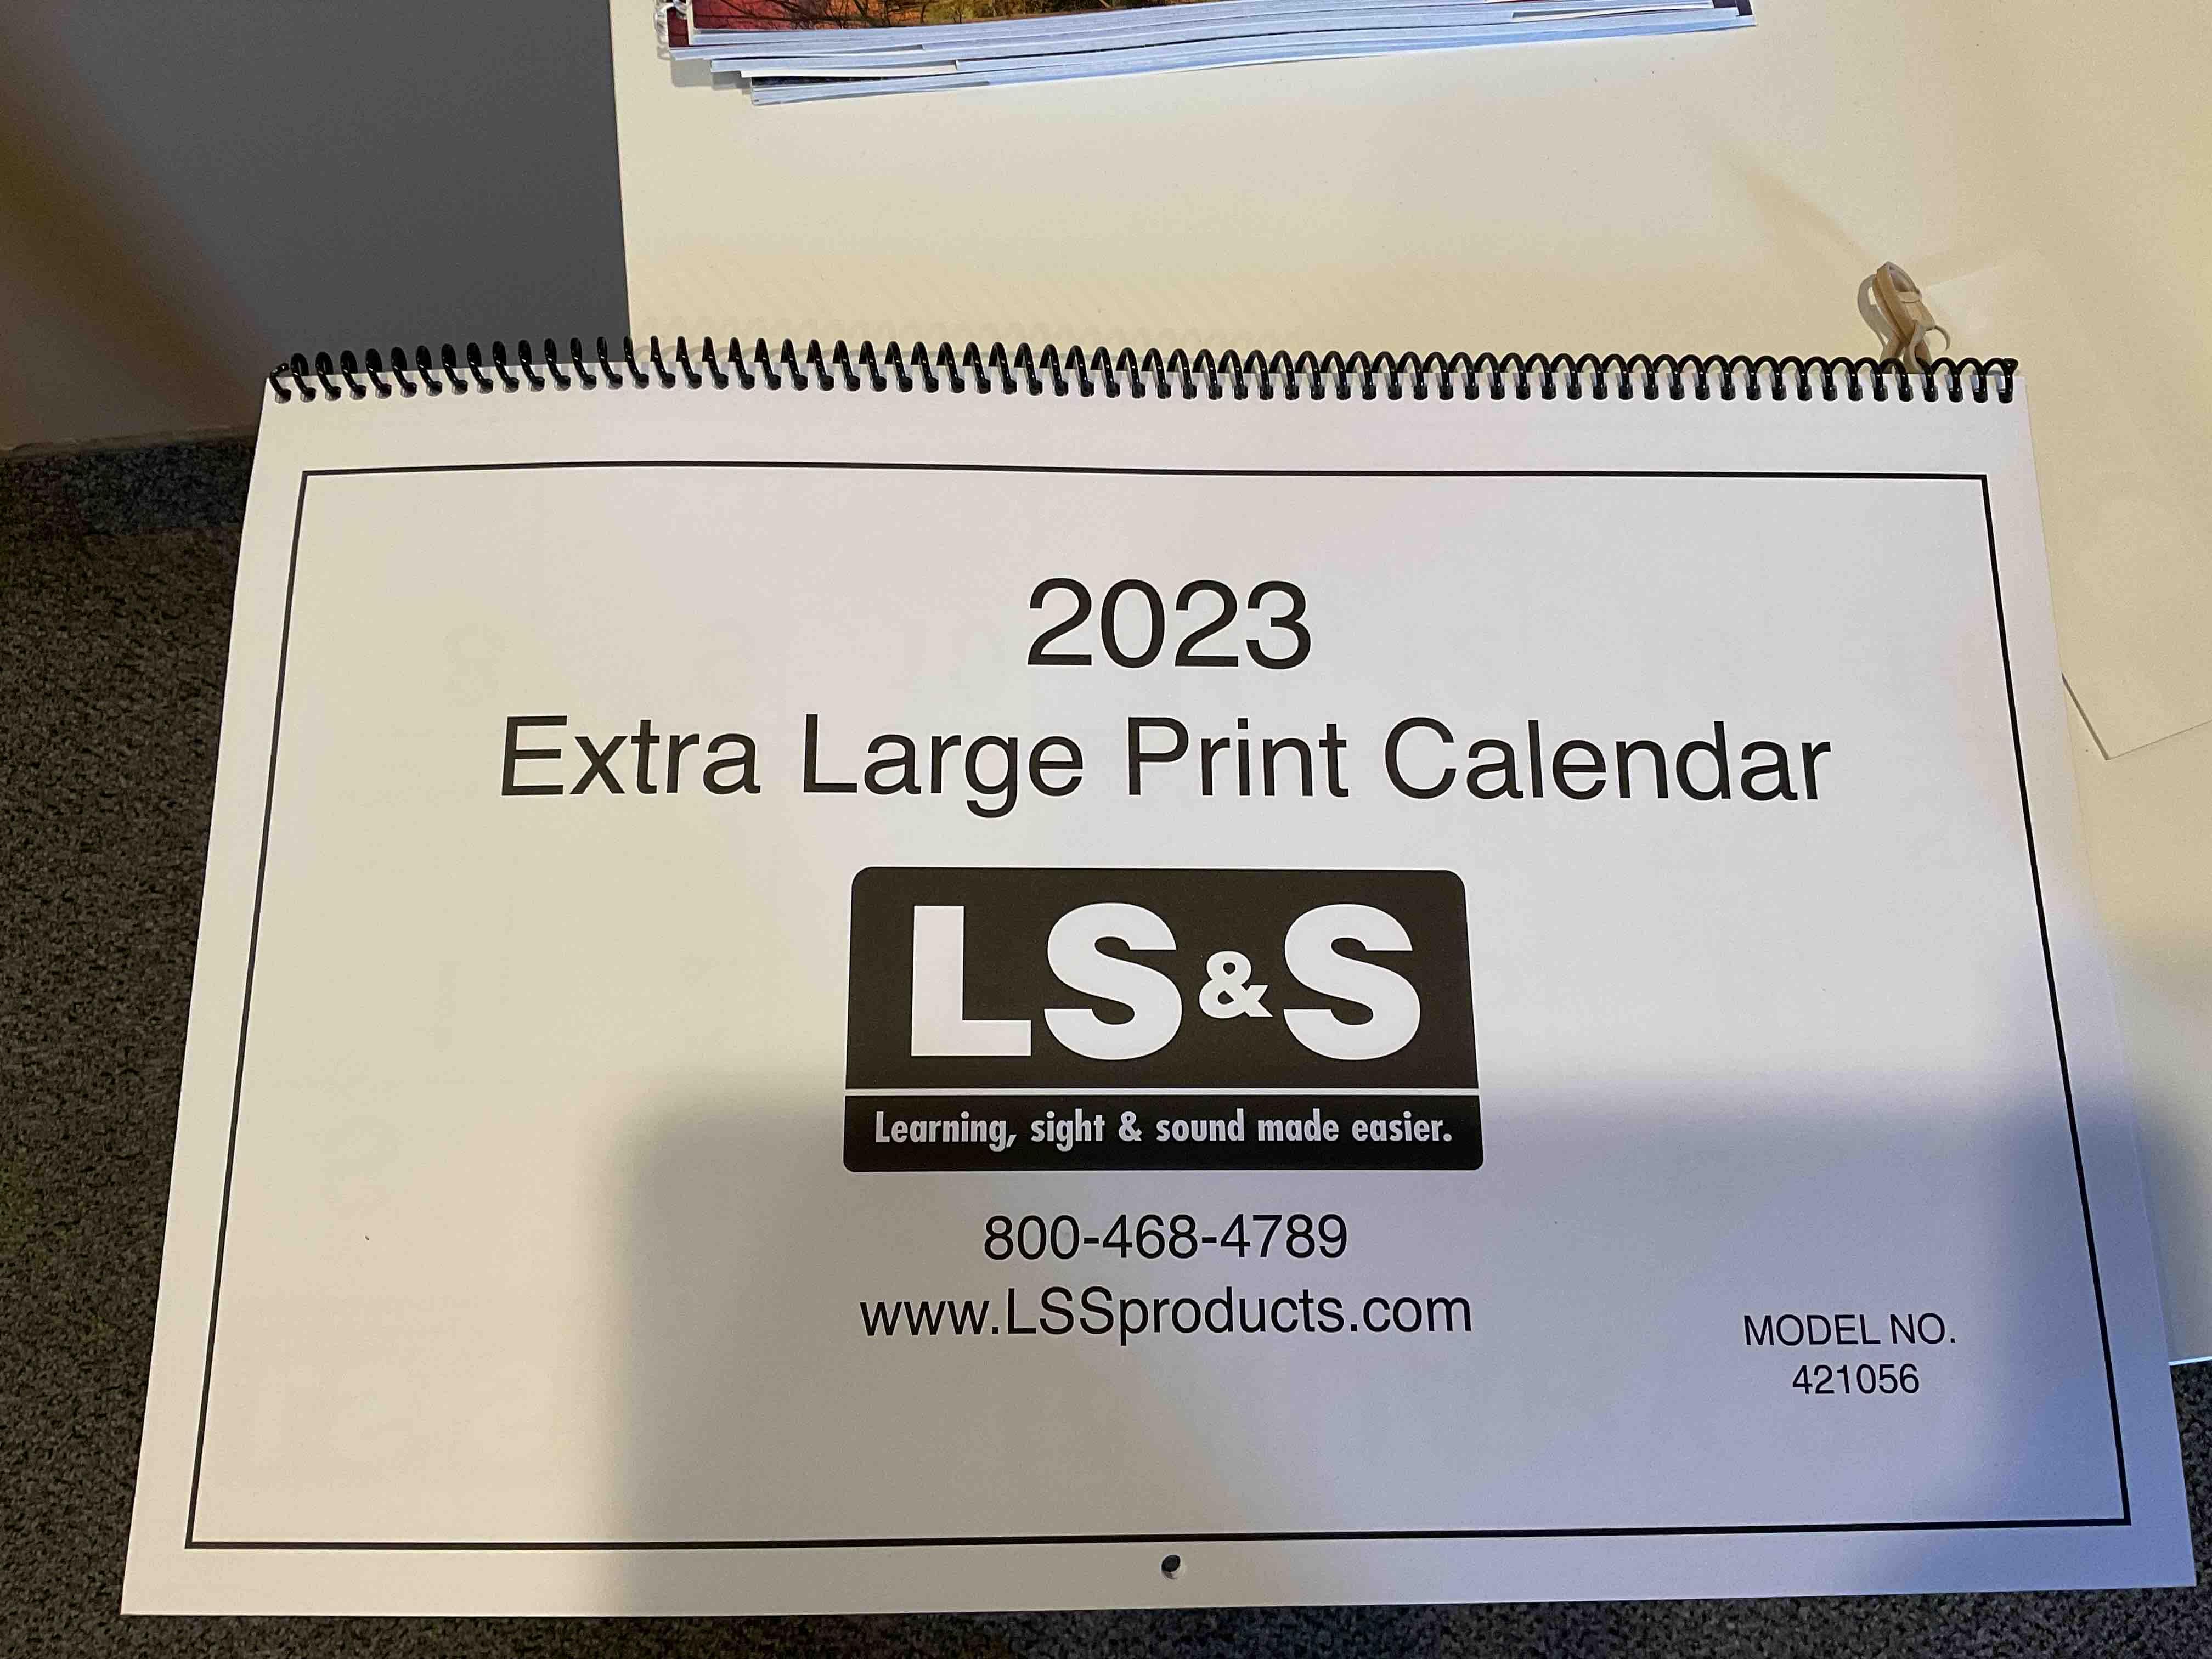 2023
Extra Large Print Calendar
LS&S
Learning, sight & sound made easier.
800-468-4789
www.LSSproducts.com
MODEL NO.
421056